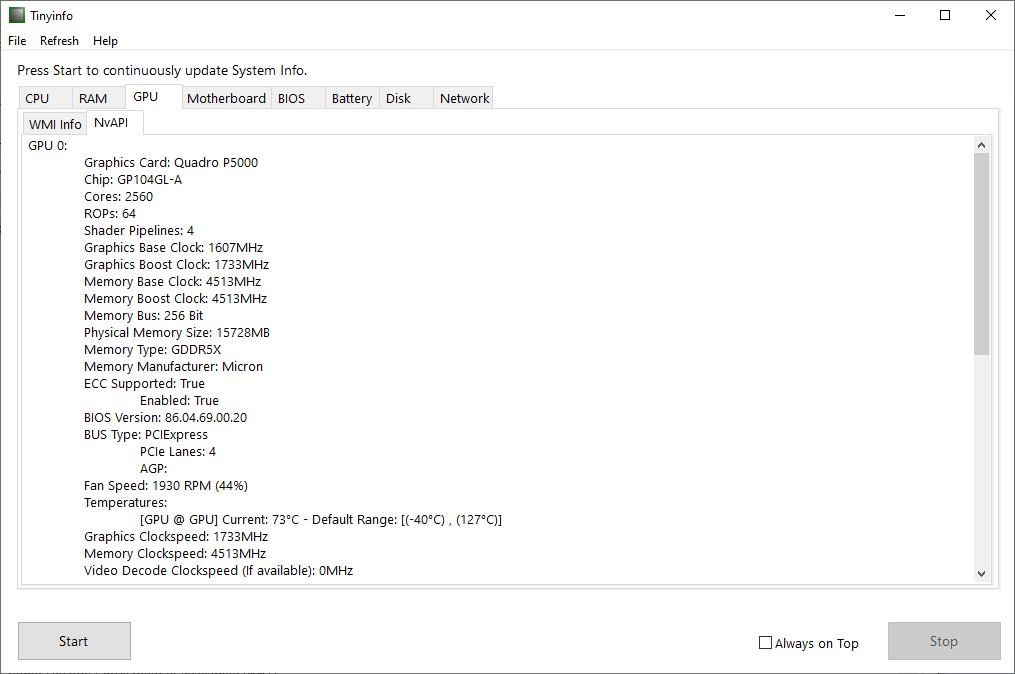 Tinyinfo
File Refresh Help
Press Start to continuously update System Info.
CPU RAM GPU Motherboard BIOS Battery Disk Network
WMI Info NvAPI
GPU 0:
Graphics Card: Quadro P5000
Chip: GP104GL-A
Cores: 2560
ROPs: 64
Shader Pipelines: 4
Graphics Base Clock: 1607MHz
Graphics Boost Clock: 1733MHz
Memory Base Clock: 4513MHz
Memory Boost Clock: 4513MHz
Memory Bus: 256 Bit
Physical Memory Size: 15728MB
Memory Type: GDDR5X
Memory Manufacturer: Micron
ECC Supported: True
Enabled: True
BIOS Version: 86.04.69.00.20
BUS Type: PCIExpress
PCIe Lanes: 4
AGP:
Fan Speed: 1930 RPM (44%)
Temperatures:
[GPU @ GPU] Current: 73°C - Default Range: [(-40°C) , (127°C)]
Graphics Clockspeed: 1733MHz
Memory Clockspeed: 4513MHz
Video Decode Clockspeed (If available): 0MHz
Start Always on Top Stop